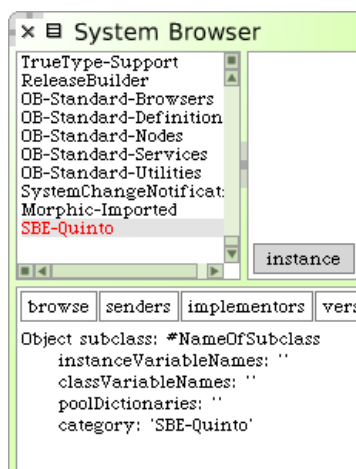 System Browser
TrueType-Support
ReleaseBuilder
OB-Standard-Browsers
OB-Standard-Definition
OB-Standard-Nodes
OB-Standard-Services
OB-Standard-Utilities
SystemChangeNotificat
Morphic-Imported
SBE-Quinto
instance
browse senders implementors vers
Object subclass: #NameOfSubclass
instanceVariableNames: ''
classVariableNames: ''
poolDictionaries: ''
category: 'SBE-Quinto'